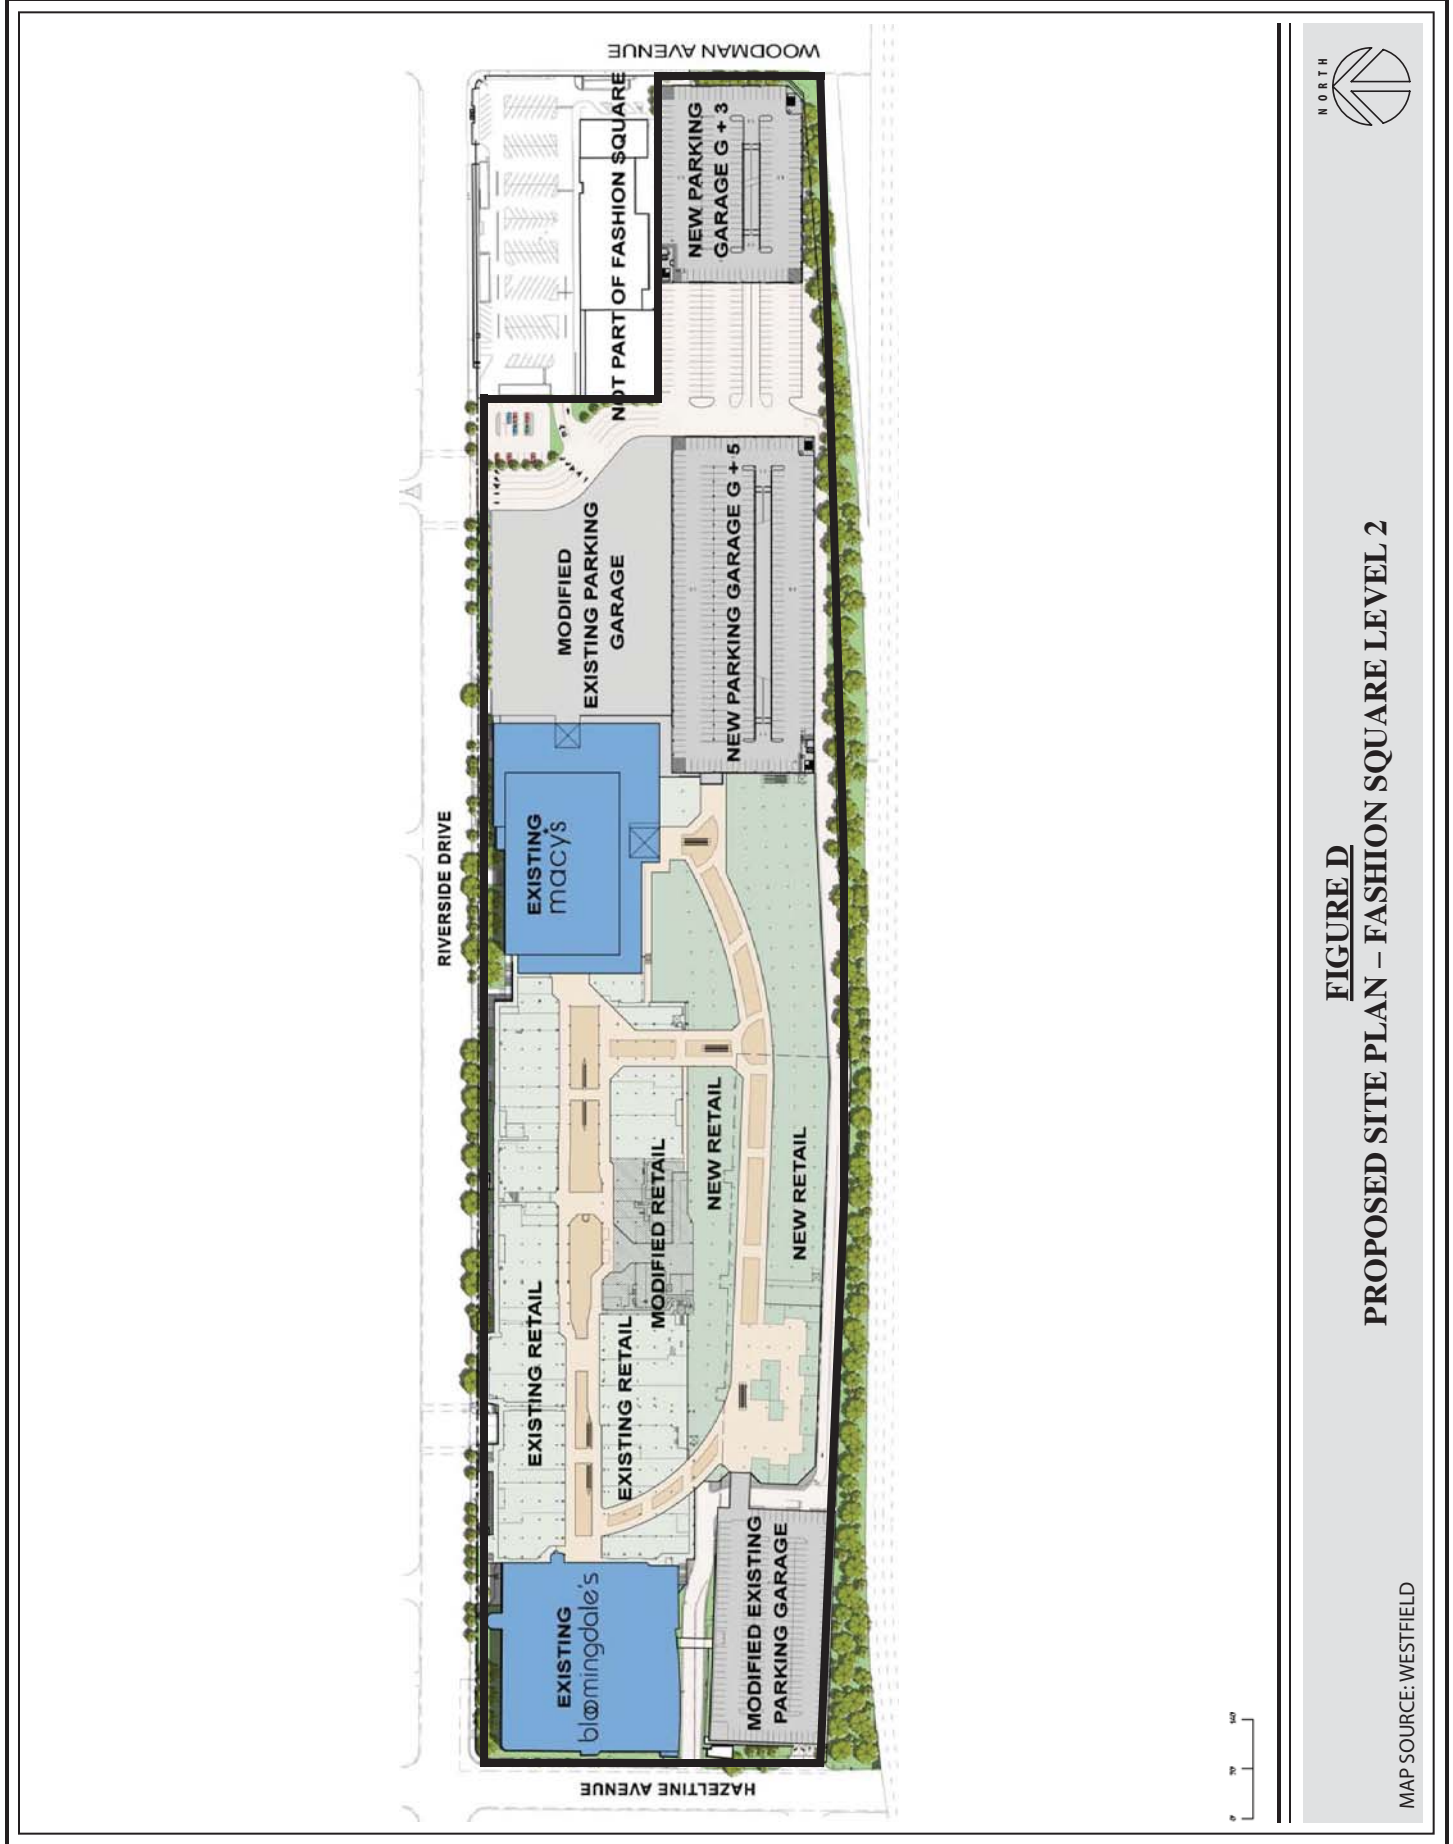 WOODMAN AVENUE
NORTH
NOT PART OF FASHION SQUARE
NEW PARKING
GARAGE G + 3
MODIFIED
EXISTING PARKING
GARAGE
NEW PARKING GARAGE G + 5
RIVERSIDE DRIVE
EXISTING
macy's
NEW RETAIL
NEW RETAIL
MODIFIED RETAIL
EXISTING RETAIL
EXISTING RETAIL
EXISTING
bloomingdale's
MODIFIED EXISTING
PARKING GARAGE
HAZELTINE AVENUE
FIGURE D
PROPOSED SITE PLAN – FASHION SQUARE LEVEL 2
MAP SOURCE: WESTFIELD